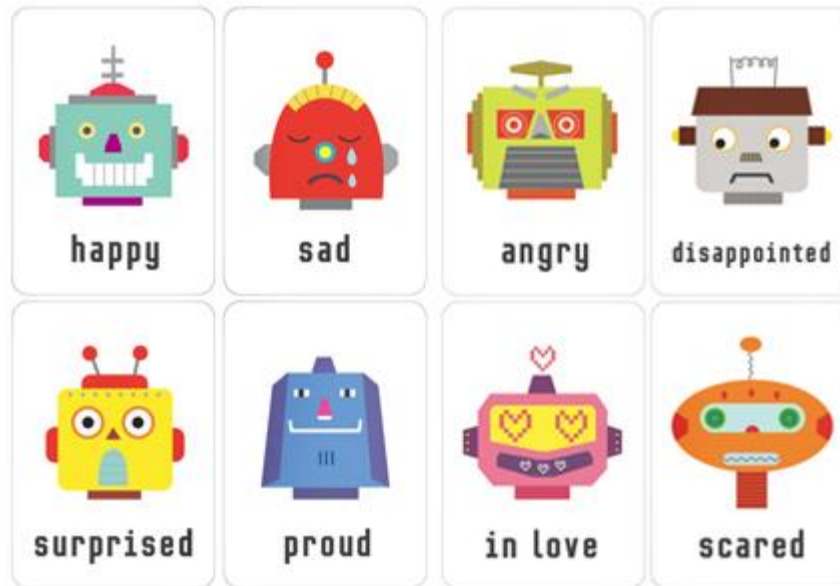 happy
sad
angry
disappointed
surprised
proud
in love
scared